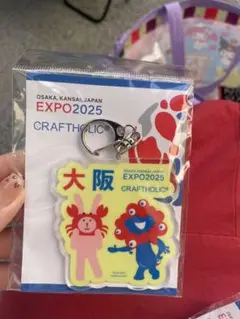 OSAKA, KANSAI, JAPAN
EXPO2025
CRAFTHOLIC
大阪
OSAKA, KANSAI, JAPAN
EXPO2025
CRAFTHOLIC